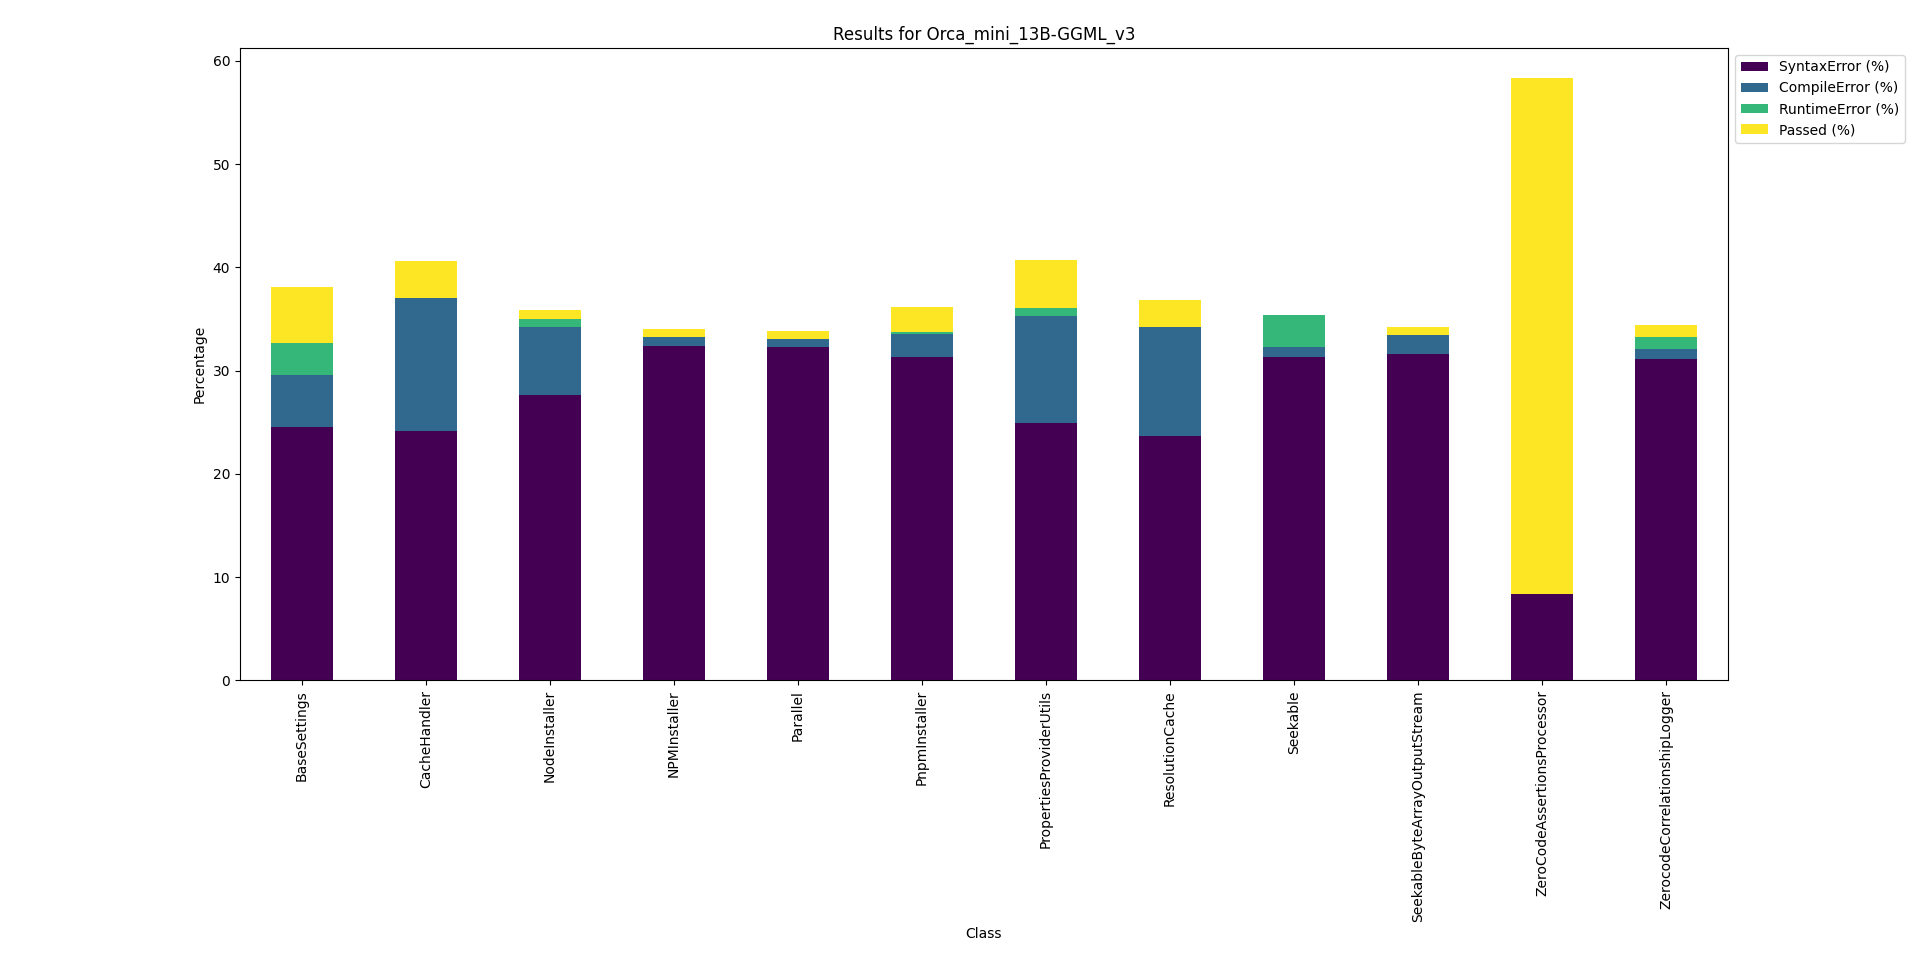 Results for Orca_mini_13B-GGML_v3
SyntaxError (%)
CompileError (%)
RuntimeError (%)
Passed (%)
Percentage
60
50
40
30
20
10
0
BaseSettings
CacheHandler
NodeInstaller
NPMInstaller
Parallel
PnpmInstaller
PropertiesProviderUtils
ResolutionCache
Seekable
SeekableByteArrayOutputStream
ZeroCodeAssertionsProcessor
ZerocodeCorrelationshipLogger
Class